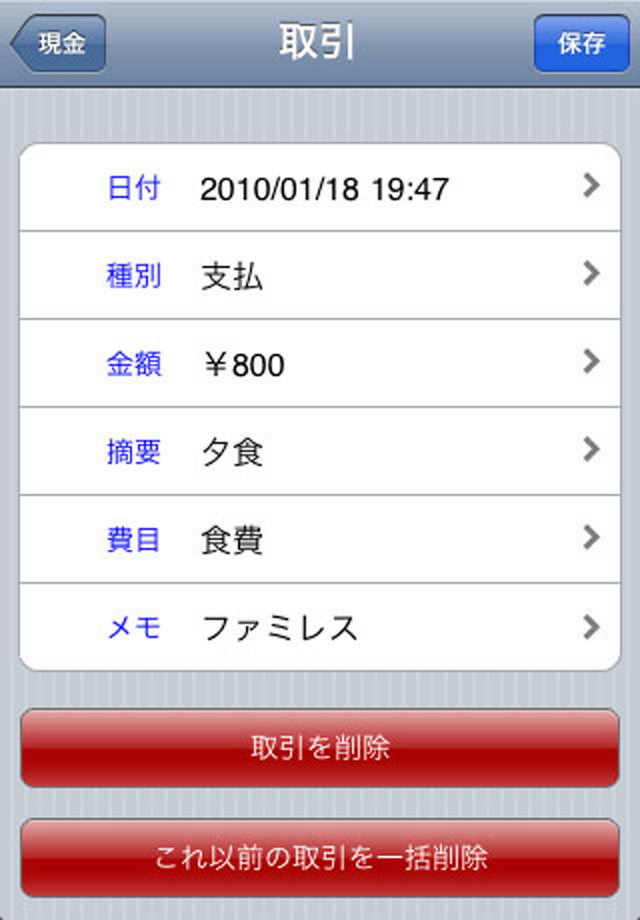 現金 取引 保存
日付 2010/01/18 19:47
種別 支払
金額 ￥800
摘要 夕食
費目 食費
メモ ファミレス
取引を削除
これ以前の取引を一括削除